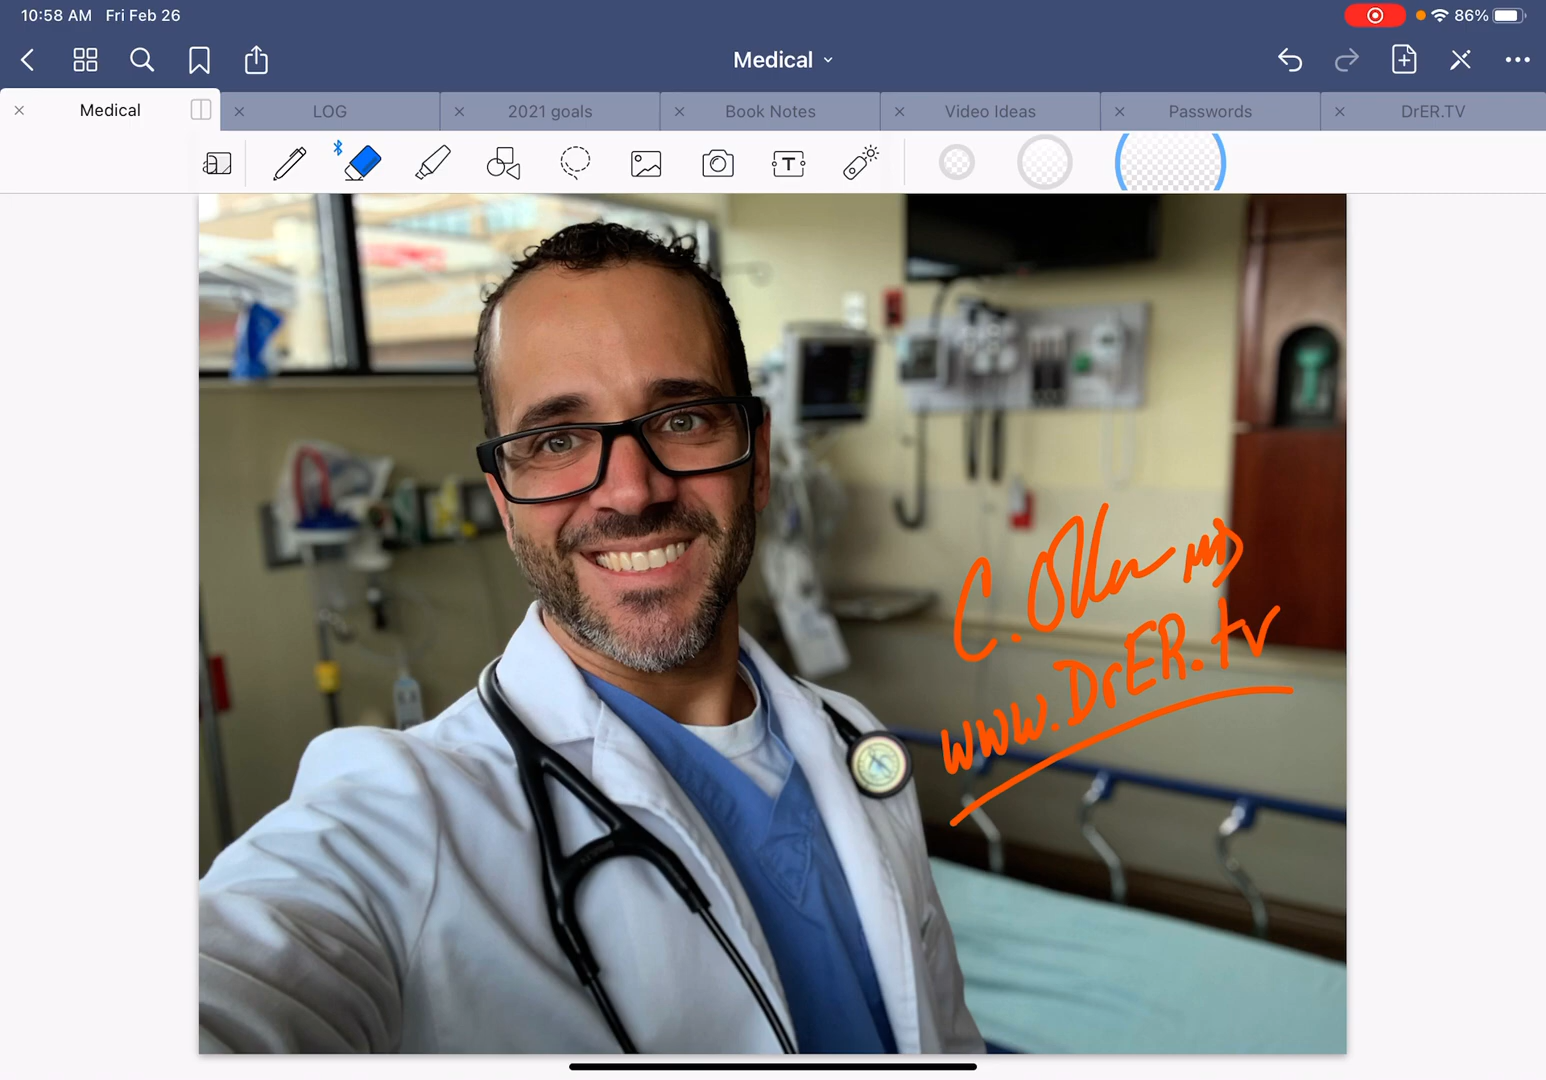 10:58 AM Fri Feb 26 86%
Medical
Medical LOG 2021 goals Book Notes Video Ideas Passwords DrER.TV
T
C. MD
www.DrER.tv